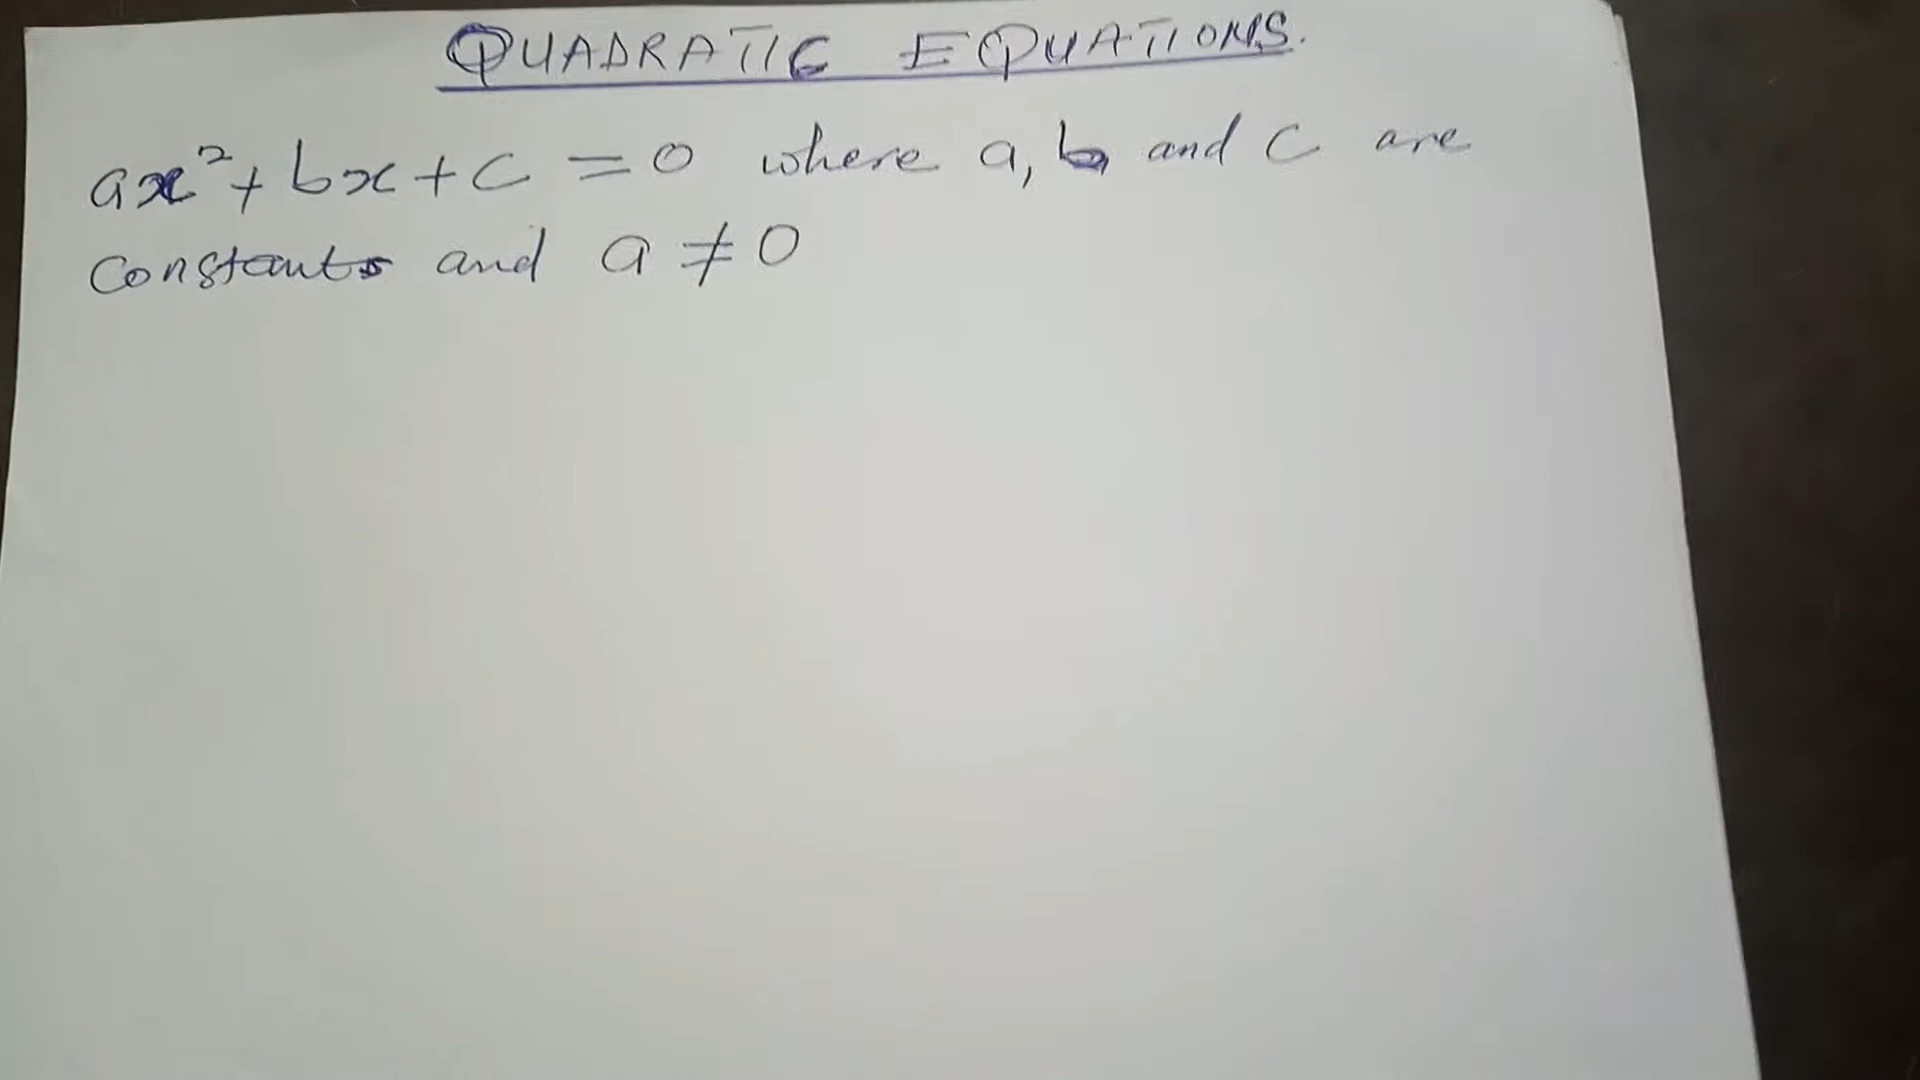 QUADRATIC EQUATIONS.
ax²+bx+c =0 where a, b and c are
constants and a ≠ 0